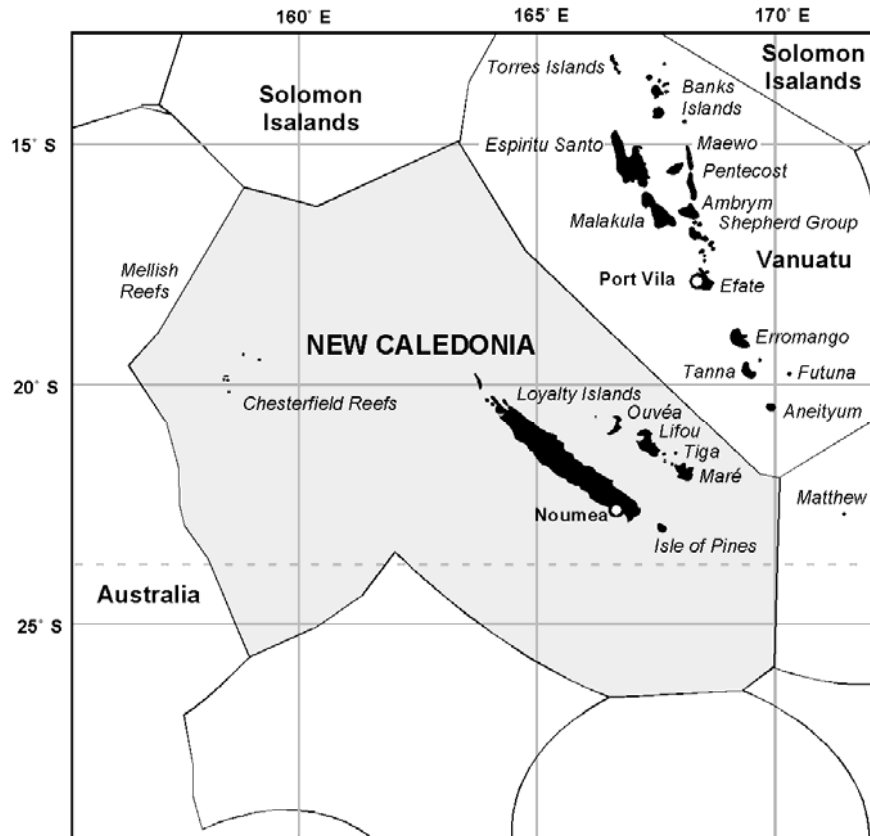 160° E
165° E
170° E
Torres Islands
Solomon
Isalands
Banks
Islands
Solomon
Isalands
15° S
Espiritu Santo
Maewo
Pentecost
Ambrym
Malakula
Shepherd Group
Vanuatu
Mellish
Reefs
Port Vila
Efate
NEW CALEDONIA
Erromango
Tanna
Futuna
20° S
Chesterfield Reefs
Loyalty Islands
Ouvéa
Aneityum
Lifou
Tiga
Maré
Matthew
Noumea
Isle of Pines
Australia
25° S